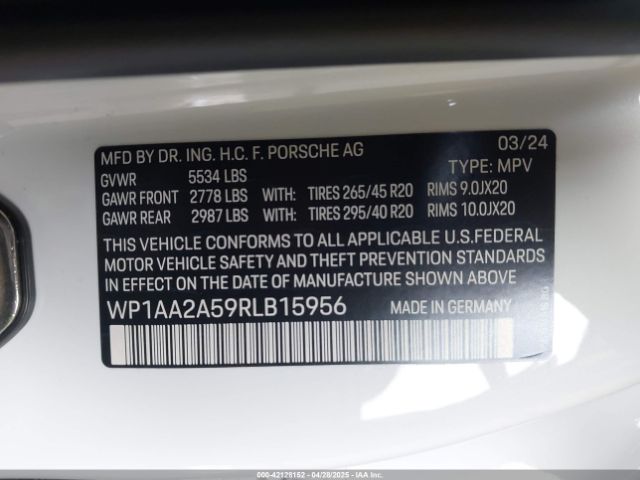 MFD BY DR. ING. H.C. F. PORSCHE AG 03/24
GVWR 5534 LBS TYPE: MPV
GAWR FRONT 2778 LBS WITH: TIRES 265/45 R20 RIMS 9.0JX20
GAWR REAR 2987 LBS WITH: TIRES 295/40 R20 RIMS 10.0JX20
THIS VEHICLE CONFORMS TO ALL APPLICABLE U.S.FEDERAL
MOTOR VEHICLE SAFETY AND THEFT PREVENTION STANDARDS
IN EFFECT ON THE DATE OF MANUFACTURE SHOWN ABOVE
WP1AA2A59RLB15956 MADE IN GERMANY
000-42128152 - 04/28/2025 - IAA, LLC